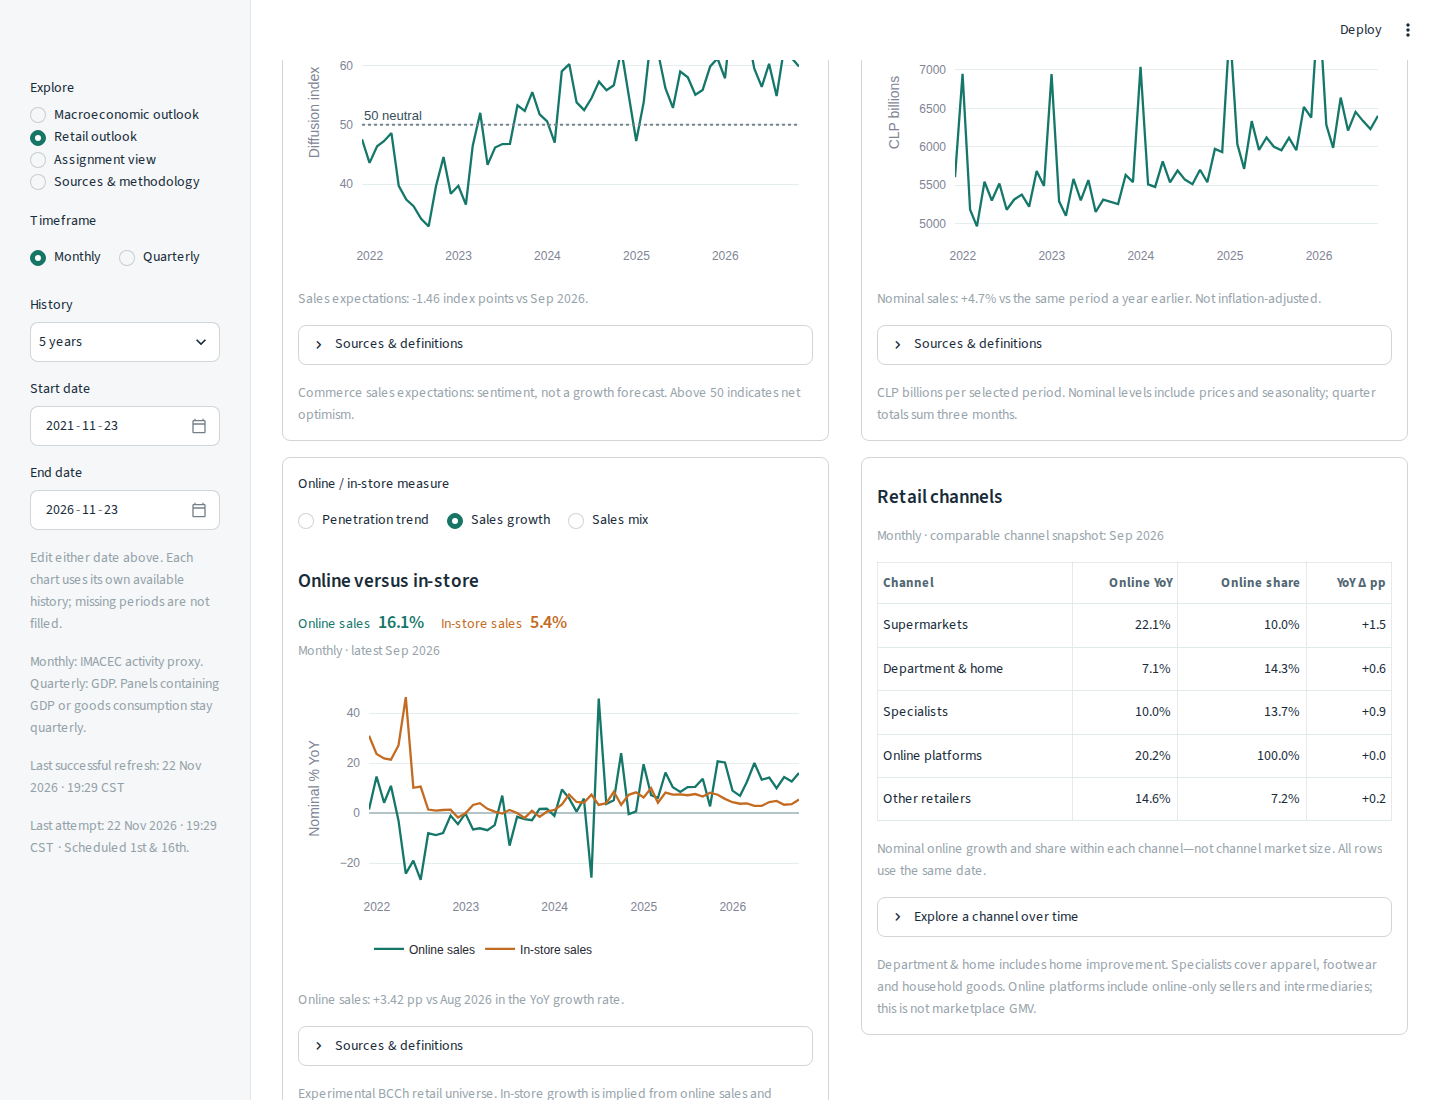 Deploy
Explore
Macroeconomic outlook
Retail outlook
Assignment view
Sources & methodology
Timeframe
Monthly
Quarterly
History
5 years
Start date
2021-11-23
End date
2026-11-23
Edit either date above. Each
chart uses its own available
history; missing periods are not
filled.
Monthly: IMACEC activity proxy.
Quarterly: GDP. Panels containing
GDP or goods consumption stay
quarterly.
Last successful refresh: 22 Nov
2026 · 19:29 CST
Last attempt: 22 Nov 2026 · 19:29
CST · Scheduled 1st & 16th.
Diffusion index
60
50
40
50 neutral
2022 2023 2024 2025 2026
Sales expectations: -1.46 index points vs Sep 2026.
Sources & definitions
Commerce sales expectations: sentiment, not a growth forecast. Above 50 indicates net
optimism.
CLP billions
7000
6500
6000
5500
5000
2022 2023 2024 2025 2026
Nominal sales: +4.7% vs the same period a year earlier. Not inflation-adjusted.
Sources & definitions
CLP billions per selected period. Nominal levels include prices and seasonality; quarter
totals sum three months.
Online / in-store measure
Penetration trend
Sales growth
Sales mix
Online versus in-store
Online sales 16.1% In-store sales 5.4%
Monthly · latest Sep 2026
Nominal % YoY
40
20
0
−20
2022 2023 2024 2025 2026
Online sales In-store sales
Online sales: +3.42 pp vs Aug 2026 in the YoY growth rate.
Sources & definitions
Experimental BCCh retail universe. In-store growth is implied from online sales and
Retail channels
Monthly · comparable channel snapshot: Sep 2026
Channel Online YoY Online share YoY Δ pp
Supermarkets 22.1% 10.0% +1.5
Department & home 7.1% 14.3% +0.6
Specialists 10.0% 13.7% +0.9
Online platforms 20.2% 100.0% +0.0
Other retailers 14.6% 7.2% +0.2
Nominal online growth and share within each channel—not channel market size. All rows
use the same date.
Explore a channel over time
Department & home includes home improvement. Specialists cover apparel, footwear
and household goods. Online platforms include online-only sellers and intermediaries;
this is not marketplace GMV.